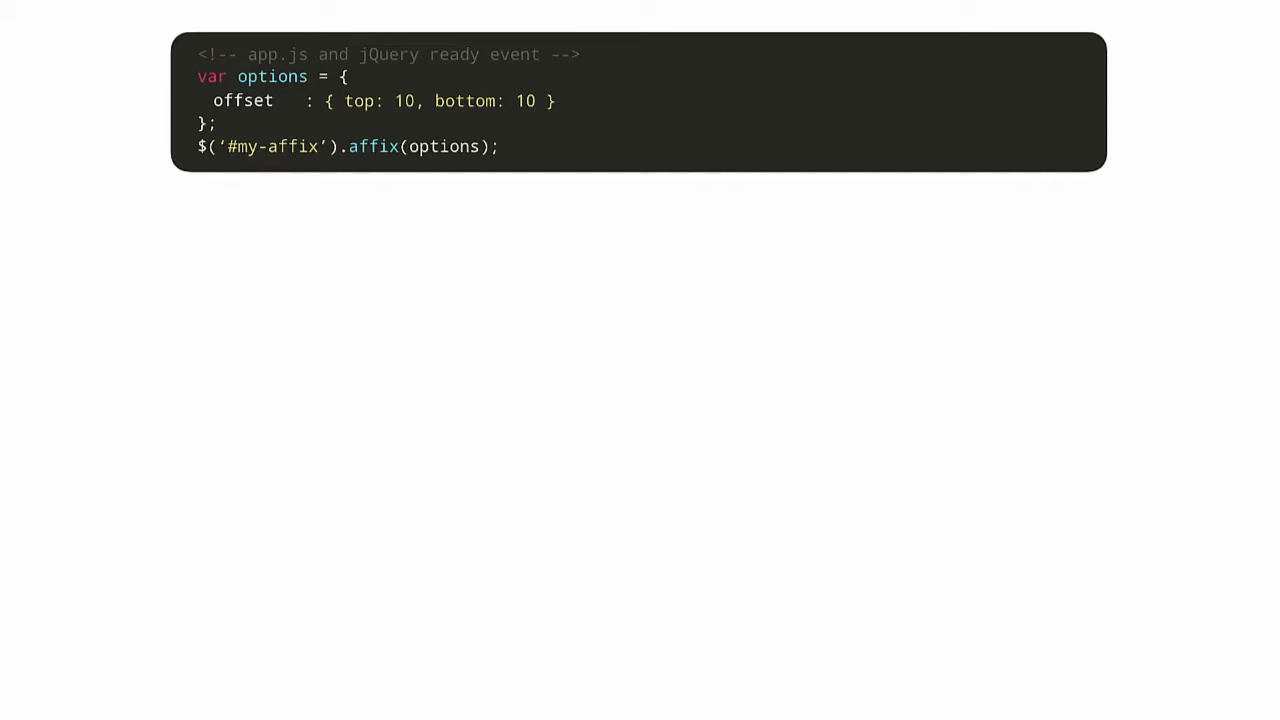 <!-- app.js and jQuery ready event -->
var options = {
offset : { top: 10, bottom: 10 }
};
$(‘#my-affix’).affix(options);